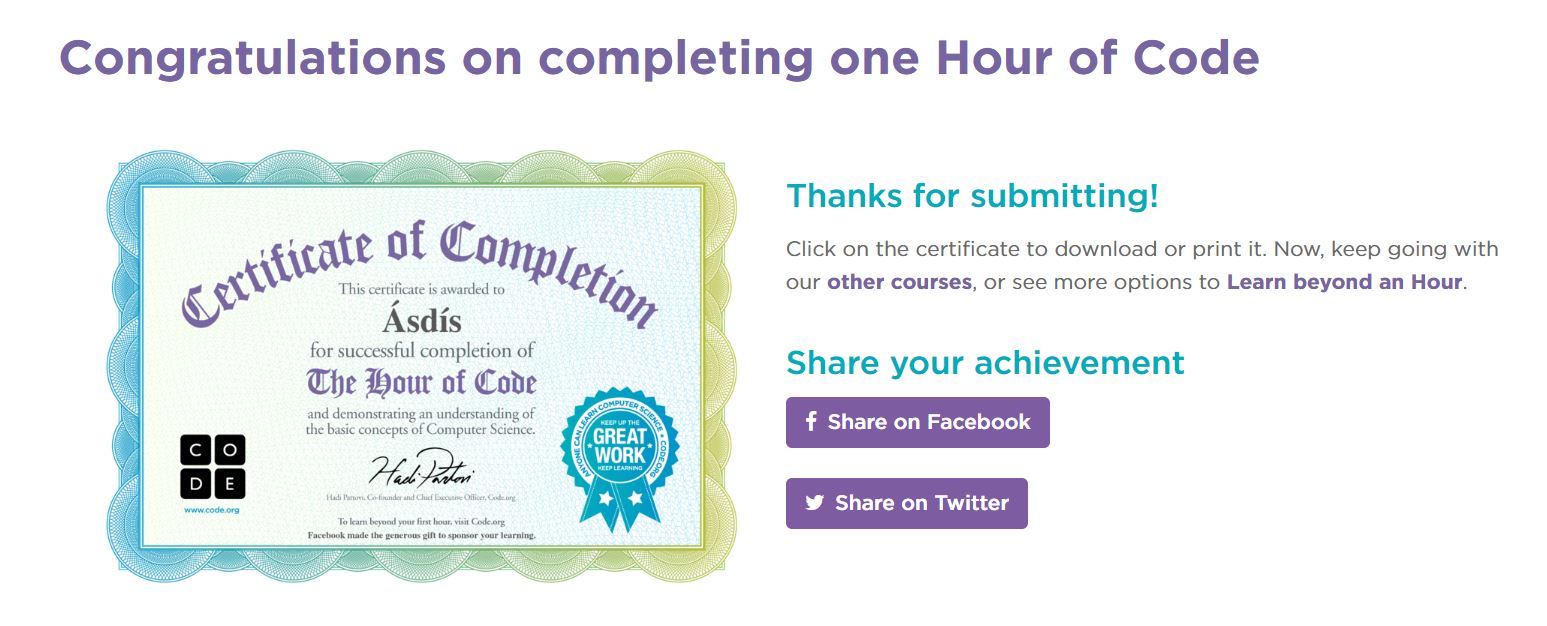 Congratulations on completing one Hour of Code
Certificate of Completion
This certificate is awarded to
Ásdís
for successful completion of
The Hour of Code
and demonstrating an understanding of
the basic concepts of Computer Science.
Hadi Partovi
Hadi Partovi, Co-founder and Chief Executive Officer, Code.org
To learn beyond your first hour, visit Code.org
Facebook made the generous gift to sponsor your learning.
C O
D E
www.code.org
ANYONE CAN LEARN COMPUTER SCIENCE • CODE.ORG
KEEP UP THE
GREAT
WORK
KEEP LEARNING
Thanks for submitting!
Click on the certificate to download or print it. Now, keep going with
our other courses, or see more options to Learn beyond an Hour.
Share your achievement
f Share on Facebook
Share on Twitter